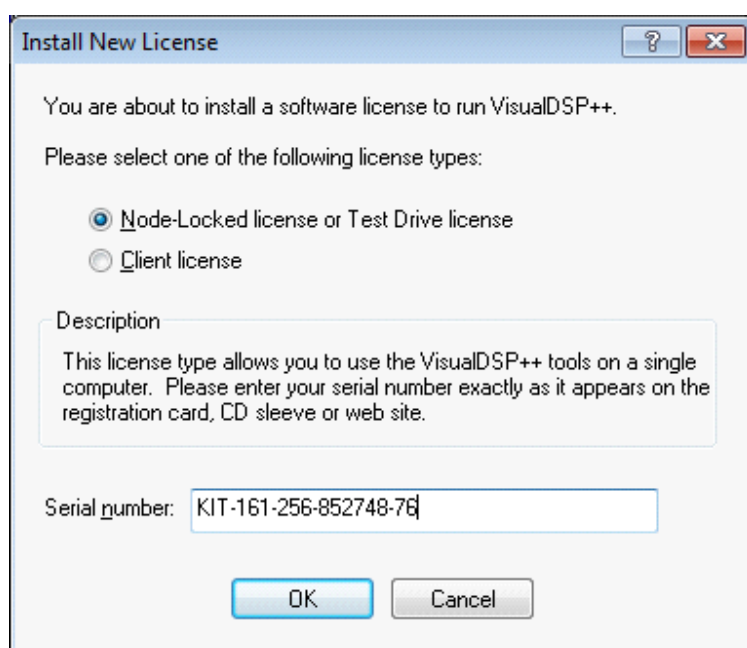 Install New License
You are about to install a software license to run VisualDSP++.
Please select one of the following license types:
Node-Locked license or Test Drive license
Client license
Description
This license type allows you to use the VisualDSP++ tools on a single
computer. Please enter your serial number exactly as it appears on the
registration card, CD sleeve or web site.
Serial number: KIT-161-256-852748-76
OK Cancel